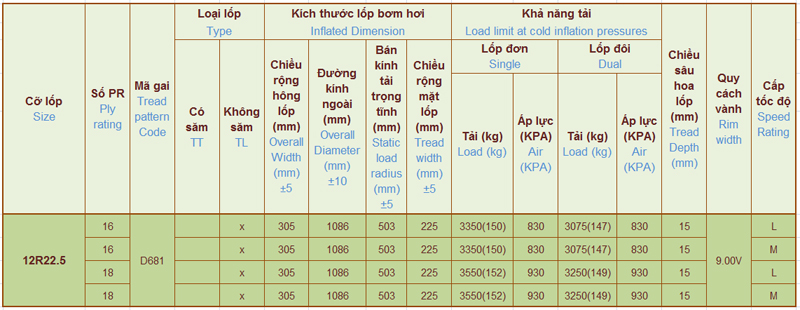 Cỡ lốp
Size
Số PR
Ply
rating
Mã gai
Tread
pattern
Code
Loại lốp
Type
Có
săm
TT
Không
săm
TL
Kích thước lốp bơm hơi
Inflated Dimension
Chiều
rộng
hông
lốp
(mm)
Overall
Width
(mm)
±5
Đường
kính
ngoài
(mm)
Overall
Diameter
(mm)
±10
Bán
kính
tải
trọng
tĩnh
(mm)
Static
load
radius
(mm)
±5
Chiều
rộng
mặt
lốp
(mm)
Tread
width
(mm)
±5
Khả năng tải
Load limit at cold inflation pressures
Lốp đơn
Single
Tải (kg)
Load (kg)
Áp lực
(KPA)
Air
(KPA)
Lốp đôi
Dual
Tải (kg)
Load (kg)
Áp lực
(KPA)
Air
(KPA)
Chiều
sâu
hoa
lốp
(mm)
Tread
Depth
(mm)
Quy
cách
vành
Rim
width
Cấp
tốc độ
Speed
Rating
12R22.5
D681
9.00V
16 x 305 1086 503 225 3350(150) 830 3075(147) 830 15 L
16 x 305 1086 503 225 3350(150) 830 3075(147) 830 15 M
18 x 305 1086 503 225 3550(152) 930 3250(149) 930 15 L
18 x 305 1086 503 225 3550(152) 930 3250(149) 930 15 M